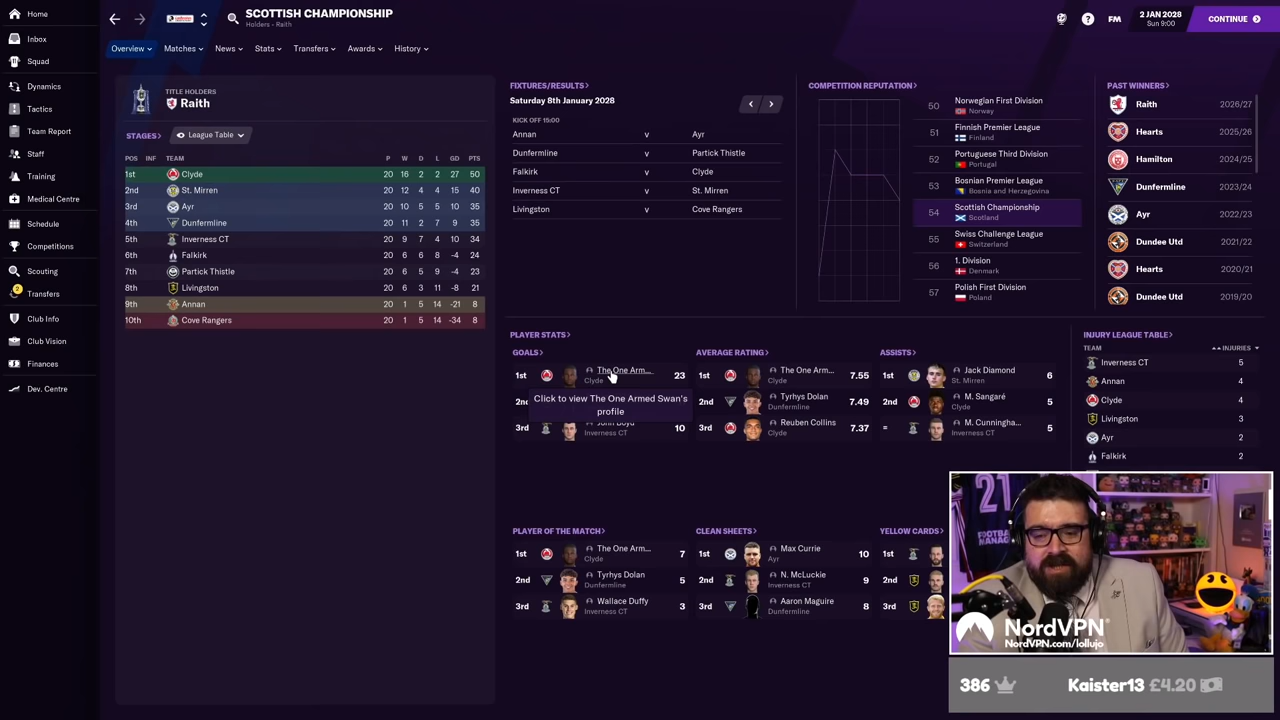 Home
Inbox
Squad
Dynamics
Tactics
Team Report
Staff
Training
Medical Centre
Schedule
Competitions
Scouting
2
Transfers
Club Info
Club Vision
Finances
Dev. Centre
SCOTTISH CHAMPIONSHIP
Holders - Raith
FM
2 JAN 2028
Sun 9:00
CONTINUE
Overview
Matches
News
Stats
Transfers
Awards
History
TITLE HOLDERS
Raith
STAGES>
League Table
POS INF TEAM P W D L GD PTS
1st Clyde 20 16 2 2 27 50
2nd St. Mirren 20 12 4 4 15 40
3rd Ayr 20 10 5 5 10 35
4th Dunfermline 20 11 2 7 9 35
5th Inverness CT 20 9 7 4 10 34
6th Falkirk 20 6 6 8 -4 24
7th Partick Thistle 20 6 5 9 -4 23
8th Livingston 20 6 3 11 -8 21
9th Annan 20 1 5 14 -21 8
10th Cove Rangers 20 1 5 14 -34 8
FIXTURES/RESULTS>
Saturday 8th January 2028
KICK OFF 15:00
Annan v Ayr
Dunfermline v Partick Thistle
Falkirk v Clyde
Inverness CT v St. Mirren
Livingston v Cove Rangers
COMPETITION REPUTATION>
50 Norwegian First Division
Norway
51 Finnish Premier League
Finland
52 Portuguese Third Division
Portugal
53 Bosnian Premier League
Bosnia and Herzegovina
54 Scottish Championship
Scotland
55 Swiss Challenge League
Switzerland
56 1. Division
Denmark
57 Polish First Division
Poland
PAST WINNERS
Raith 2026/27
Hearts 2025/26
Hamilton 2024/25
Dunfermline 2023/24
Ayr 2022/23
Dundee Utd 2021/22
Hearts 2020/21
Dundee Utd 2019/20
PLAYER STATS>
GOALS>
1st The One Arm... 23
Clyde
2nd
Click to view The One Armed Swan's
profile
3rd John Boyd 10
Inverness CT
AVERAGE RATING>
1st The One Arm... 7.55
Clyde
2nd Tyrhys Dolan 7.49
Dunfermline
3rd Reuben Collins 7.37
Clyde
ASSISTS>
1st Jack Diamond 6
St. Mirren
2nd M. Sangaré 5
Clyde
= M. Cunningha... 5
Inverness CT
INJURY LEAGUE TABLE>
TEAM INJURIES
Inverness CT 5
Annan 4
Clyde 4
Livingston 3
Ayr 2
Falkirk 2
PLAYER OF THE MATCH>
1st The One Arm... 7
Clyde
2nd Tyrhys Dolan 5
Dunfermline
3rd Wallace Duffy 3
Inverness CT
CLEAN SHEETS>
1st Max Currie 10
Ayr
2nd N. McLuckie 9
Inverness CT
3rd Aaron Maguire 8
Dunfermline
YELLOW CARDS>
1st
2nd
3rd
21
FOOTBALL
NordVPN®
NordVPN.com/lollujo
386 Kaister13 £4.20